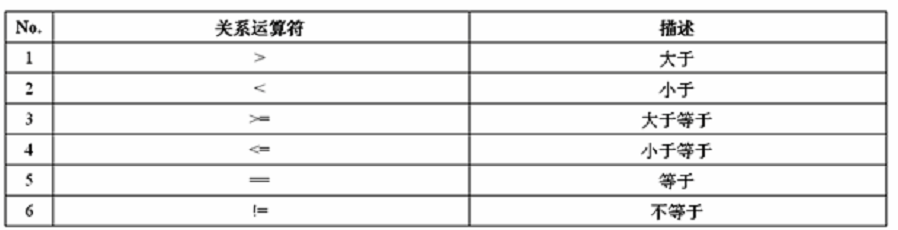 No. 关系运算符 描述
1 > 大于
2 < 小于
3 >= 大于等于
4 <= 小于等于
5 == 等于
6 != 不等于